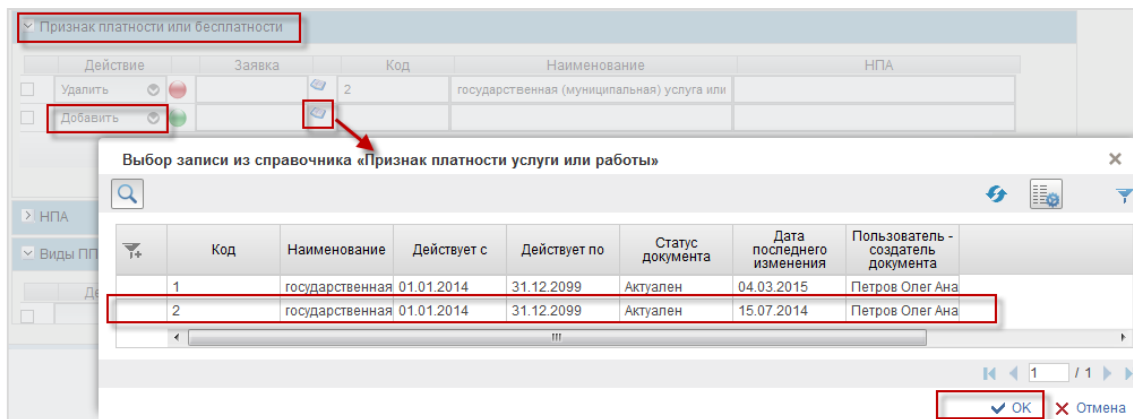 Признак платности или бесплатности
Действие Заявка Код Наименование НПА
Удалить 2 государственная (муниципальная) услуга или
Добавить
Выбор записи из справочника «Признак платности услуги или работы»
НПА
Виды ПП
Де
Код Наименование Действует с Действует по Статус документа Дата последнего изменения Пользователь - создатель документа
1 государственная 01.01.2014 31.12.2099 Актуален 04.03.2015 Петров Олег Ана
2 государственная 01.01.2014 31.12.2099 Актуален 15.07.2014 Петров Олег Ана
1 / 1
ОК Отмена